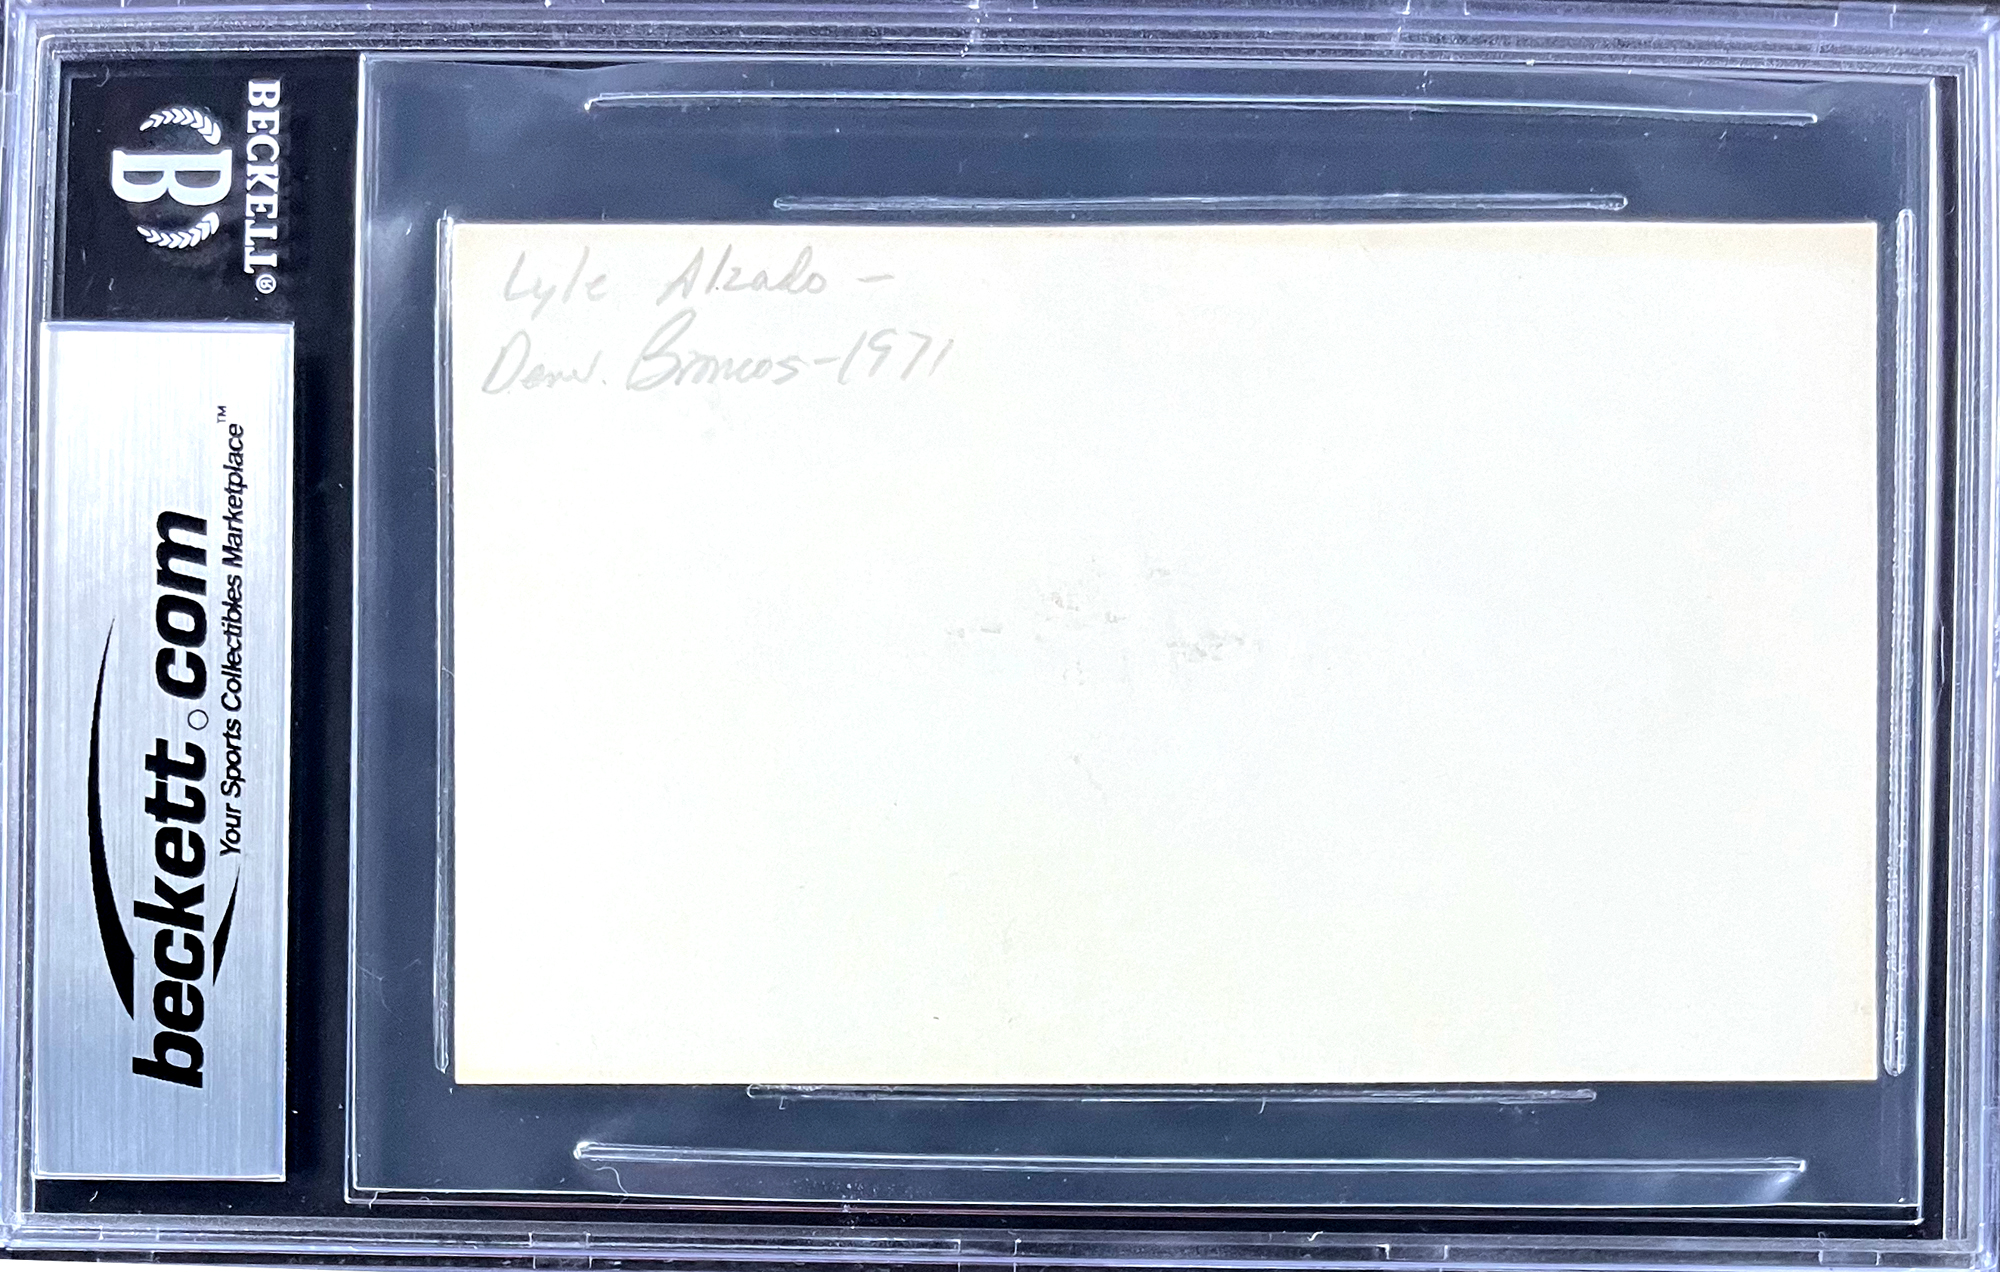 BECKETT®
B
beckett.com
Your Sports Collectibles Marketplace™
Lyle Alzado -
Denv. Broncos-1971